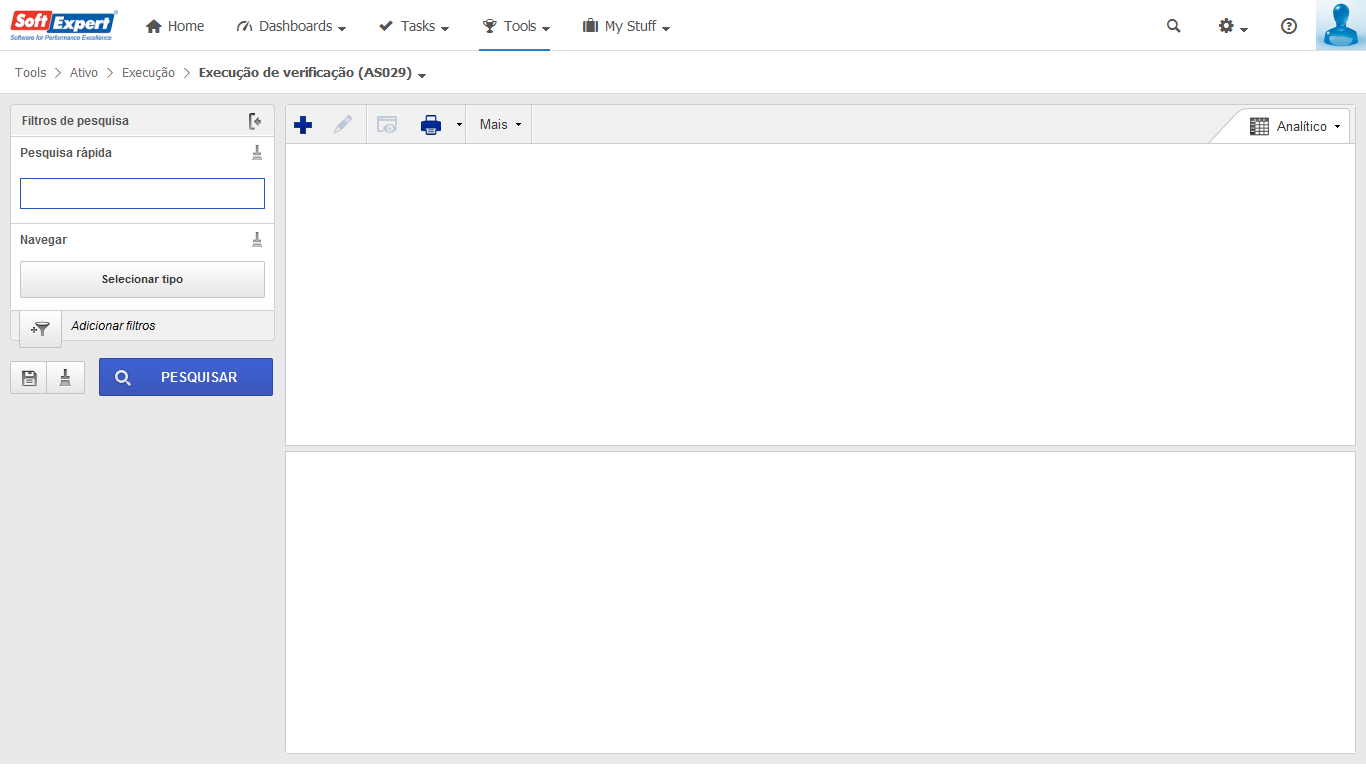 SoftExpert®
Software for Performance Excellence
Home
Dashboards
Tasks
Tools
My Stuff
Tools > Ativo > Execução > Execução de verificação (AS029)
Filtros de pesquisa
Pesquisa rápida
Navegar
Selecionar tipo
Adicionar filtros
PESQUISAR
Mais
Analítico